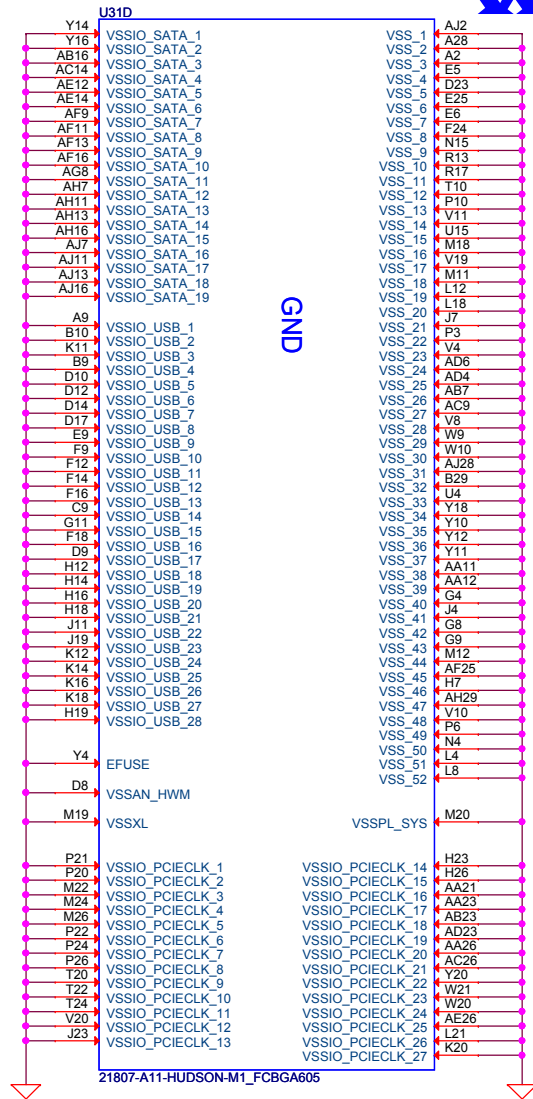 U31D
Y14 VSSIO_SATA_1 VSS_1 AJ2
Y16 VSSIO_SATA_2 VSS_2 A28
AB16 VSSIO_SATA_3 VSS_3 A2
AC14 VSSIO_SATA_4 VSS_4 E5
AE12 VSSIO_SATA_5 VSS_5 D23
AE14 VSSIO_SATA_6 VSS_6 E25
AF9 VSSIO_SATA_7 VSS_7 E6
AF11 VSSIO_SATA_8 VSS_8 F24
AF13 VSSIO_SATA_9 VSS_9 N15
AF16 VSSIO_SATA_10 VSS_10 R13
AG8 VSSIO_SATA_11 VSS_11 R17
AH7 VSSIO_SATA_12 VSS_12 T10
AH11 VSSIO_SATA_13 VSS_13 P10
AH13 VSSIO_SATA_14 VSS_14 V11
AH16 VSSIO_SATA_15 VSS_15 U15
AJ7 VSSIO_SATA_16 VSS_16 M18
AJ11 VSSIO_SATA_17 VSS_17 V19
AJ13 VSSIO_SATA_18 VSS_18 M11
AJ16 VSSIO_SATA_19 VSS_19 L12
VSS_20 L18
GND
A9 VSSIO_USB_1 VSS_21 J7
B10 VSSIO_USB_2 VSS_22 P3
K11 VSSIO_USB_3 VSS_23 V4
B9 VSSIO_USB_4 VSS_24 AD6
D10 VSSIO_USB_5 VSS_25 AD4
D12 VSSIO_USB_6 VSS_26 AB7
D14 VSSIO_USB_7 VSS_27 AC9
D17 VSSIO_USB_8 VSS_28 V8
E9 VSSIO_USB_9 VSS_29 W9
F9 VSSIO_USB_10 VSS_30 W10
F12 VSSIO_USB_11 VSS_31 AJ28
F14 VSSIO_USB_12 VSS_32 B29
F16 VSSIO_USB_13 VSS_33 U4
C9 VSSIO_USB_14 VSS_34 Y18
G11 VSSIO_USB_15 VSS_35 Y10
F18 VSSIO_USB_16 VSS_36 Y12
D9 VSSIO_USB_17 VSS_37 Y11
H12 VSSIO_USB_18 VSS_38 AA11
H14 VSSIO_USB_19 VSS_39 AA12
H16 VSSIO_USB_20 VSS_40 G4
H18 VSSIO_USB_21 VSS_41 J4
J11 VSSIO_USB_22 VSS_42 G8
J19 VSSIO_USB_23 VSS_43 G9
K12 VSSIO_USB_24 VSS_44 M12
K14 VSSIO_USB_25 VSS_45 AF25
K16 VSSIO_USB_26 VSS_46 H7
K18 VSSIO_USB_27 VSS_47 AH29
H19 VSSIO_USB_28 VSS_48 V10
VSS_49 P6
VSS_50 N4
Y4 EFUSE VSS_51 L4
VSS_52 L8
D8 VSSAN_HWM
M19 VSSXL VSSPL_SYS M20
P21 VSSIO_PCIECLK_1 VSSIO_PCIECLK_14 H23
P20 VSSIO_PCIECLK_2 VSSIO_PCIECLK_15 H26
M22 VSSIO_PCIECLK_3 VSSIO_PCIECLK_16 AA21
M24 VSSIO_PCIECLK_4 VSSIO_PCIECLK_17 AA23
M26 VSSIO_PCIECLK_5 VSSIO_PCIECLK_18 AB23
P22 VSSIO_PCIECLK_6 VSSIO_PCIECLK_19 AD23
P24 VSSIO_PCIECLK_7 VSSIO_PCIECLK_20 AA26
P26 VSSIO_PCIECLK_8 VSSIO_PCIECLK_21 AC26
T20 VSSIO_PCIECLK_9 VSSIO_PCIECLK_22 Y20
T22 VSSIO_PCIECLK_10 VSSIO_PCIECLK_23 W21
T24 VSSIO_PCIECLK_11 VSSIO_PCIECLK_24 W20
V20 VSSIO_PCIECLK_12 VSSIO_PCIECLK_25 AE26
J23 VSSIO_PCIECLK_13 VSSIO_PCIECLK_26 L21
VSSIO_PCIECLK_27 K20
21807-A11-HUDSON-M1_FCBGA605